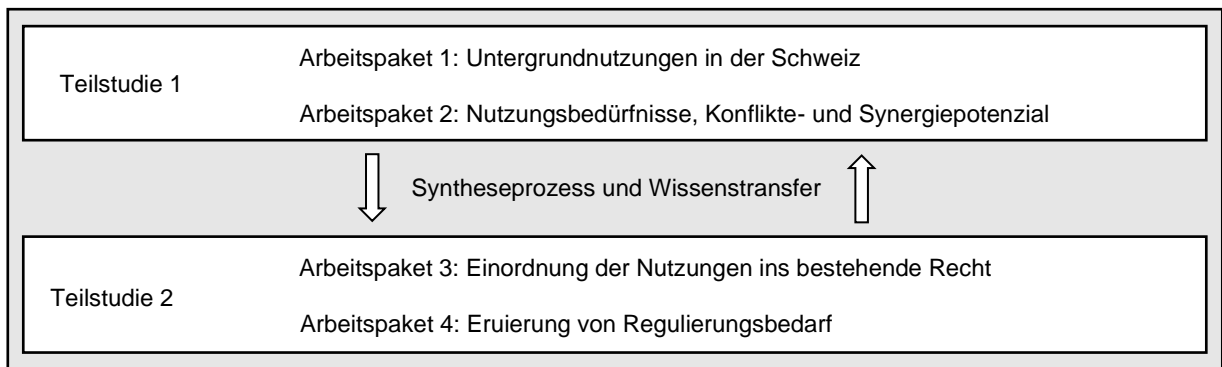 Teilstudie 1
Arbeitspaket 1: Untergrundnutzungen in der Schweiz
Arbeitspaket 2: Nutzungsbedürfnisse, Konflikte- und Synergiepotenzial
Syntheseprozess und Wissenstransfer
Teilstudie 2
Arbeitspaket 3: Einordnung der Nutzungen ins bestehende Recht
Arbeitspaket 4: Eruierung von Regulierungsbedarf